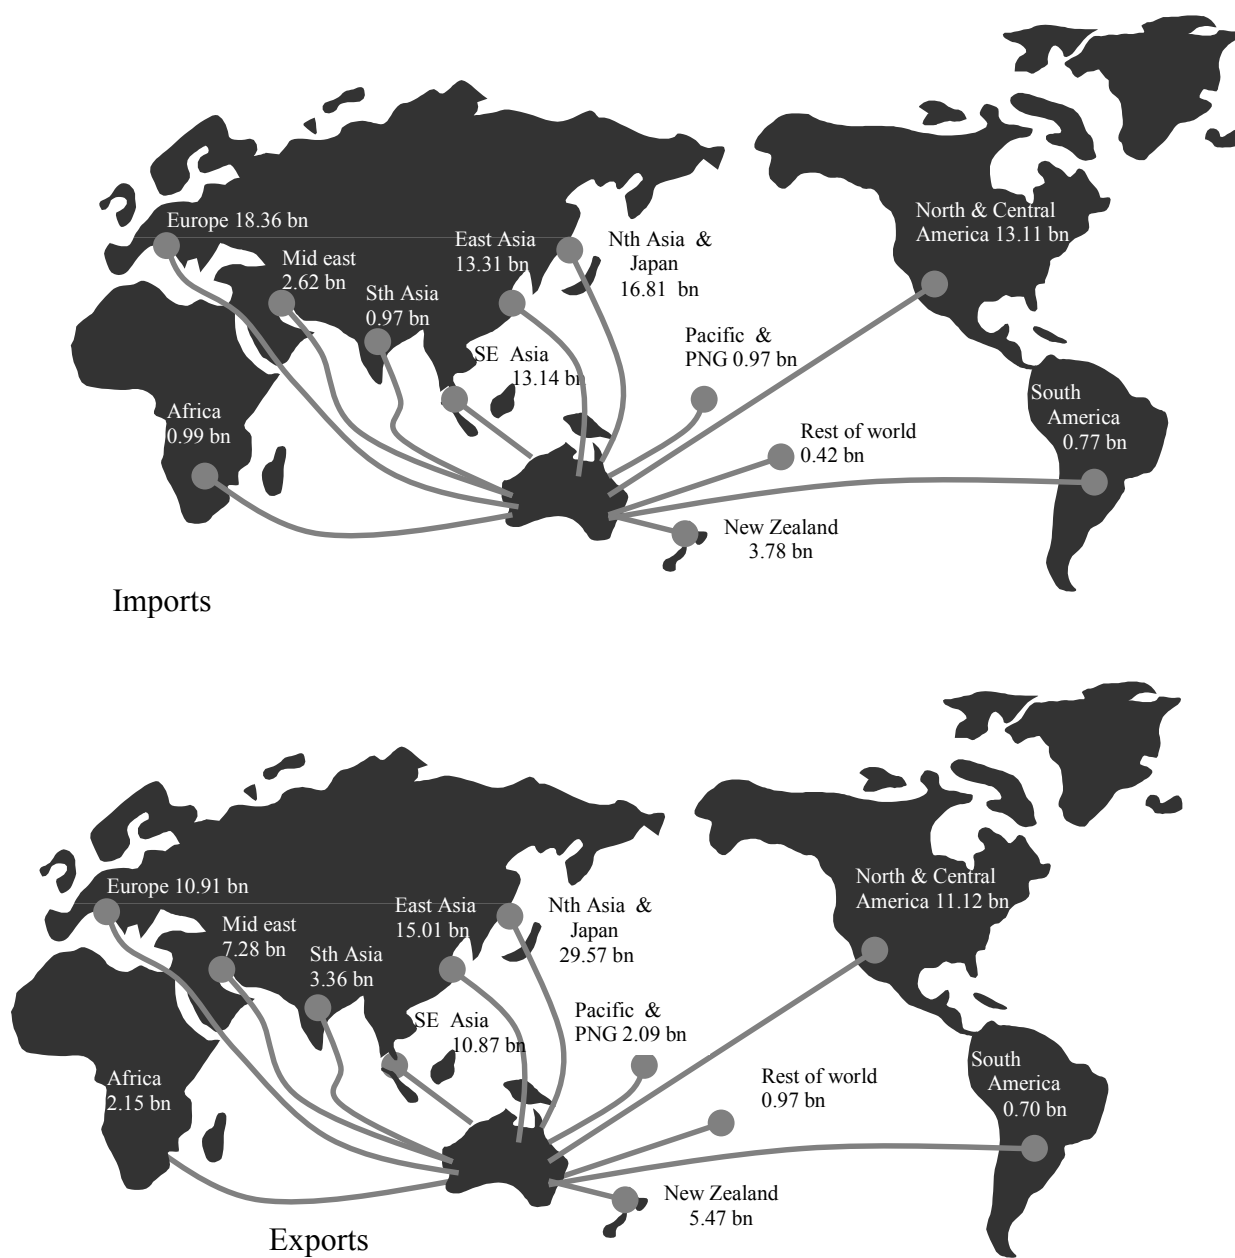 Europe 18.36 bn
Mid east
2.62 bn
Sth Asia
0.97 bn
East Asia
13.31 bn
Nth Asia &
Japan
16.81 bn
North & Central
America 13.11 bn
SE Asia
13.14 bn
Pacific &
PNG 0.97 bn
Africa
0.99 bn
South
America
0.77 bn
Rest of world
0.42 bn
New Zealand
3.78 bn
Imports
Europe 10.91 bn
Mid east
7.28 bn
Sth Asia
3.36 bn
East Asia
15.01 bn
Nth Asia &
Japan
29.57 bn
North & Central
America 11.12 bn
SE Asia
10.87 bn
Pacific &
PNG 2.09 bn
Africa
2.15 bn
South
America
0.70 bn
Rest of world
0.97 bn
New Zealand
5.47 bn
Exports